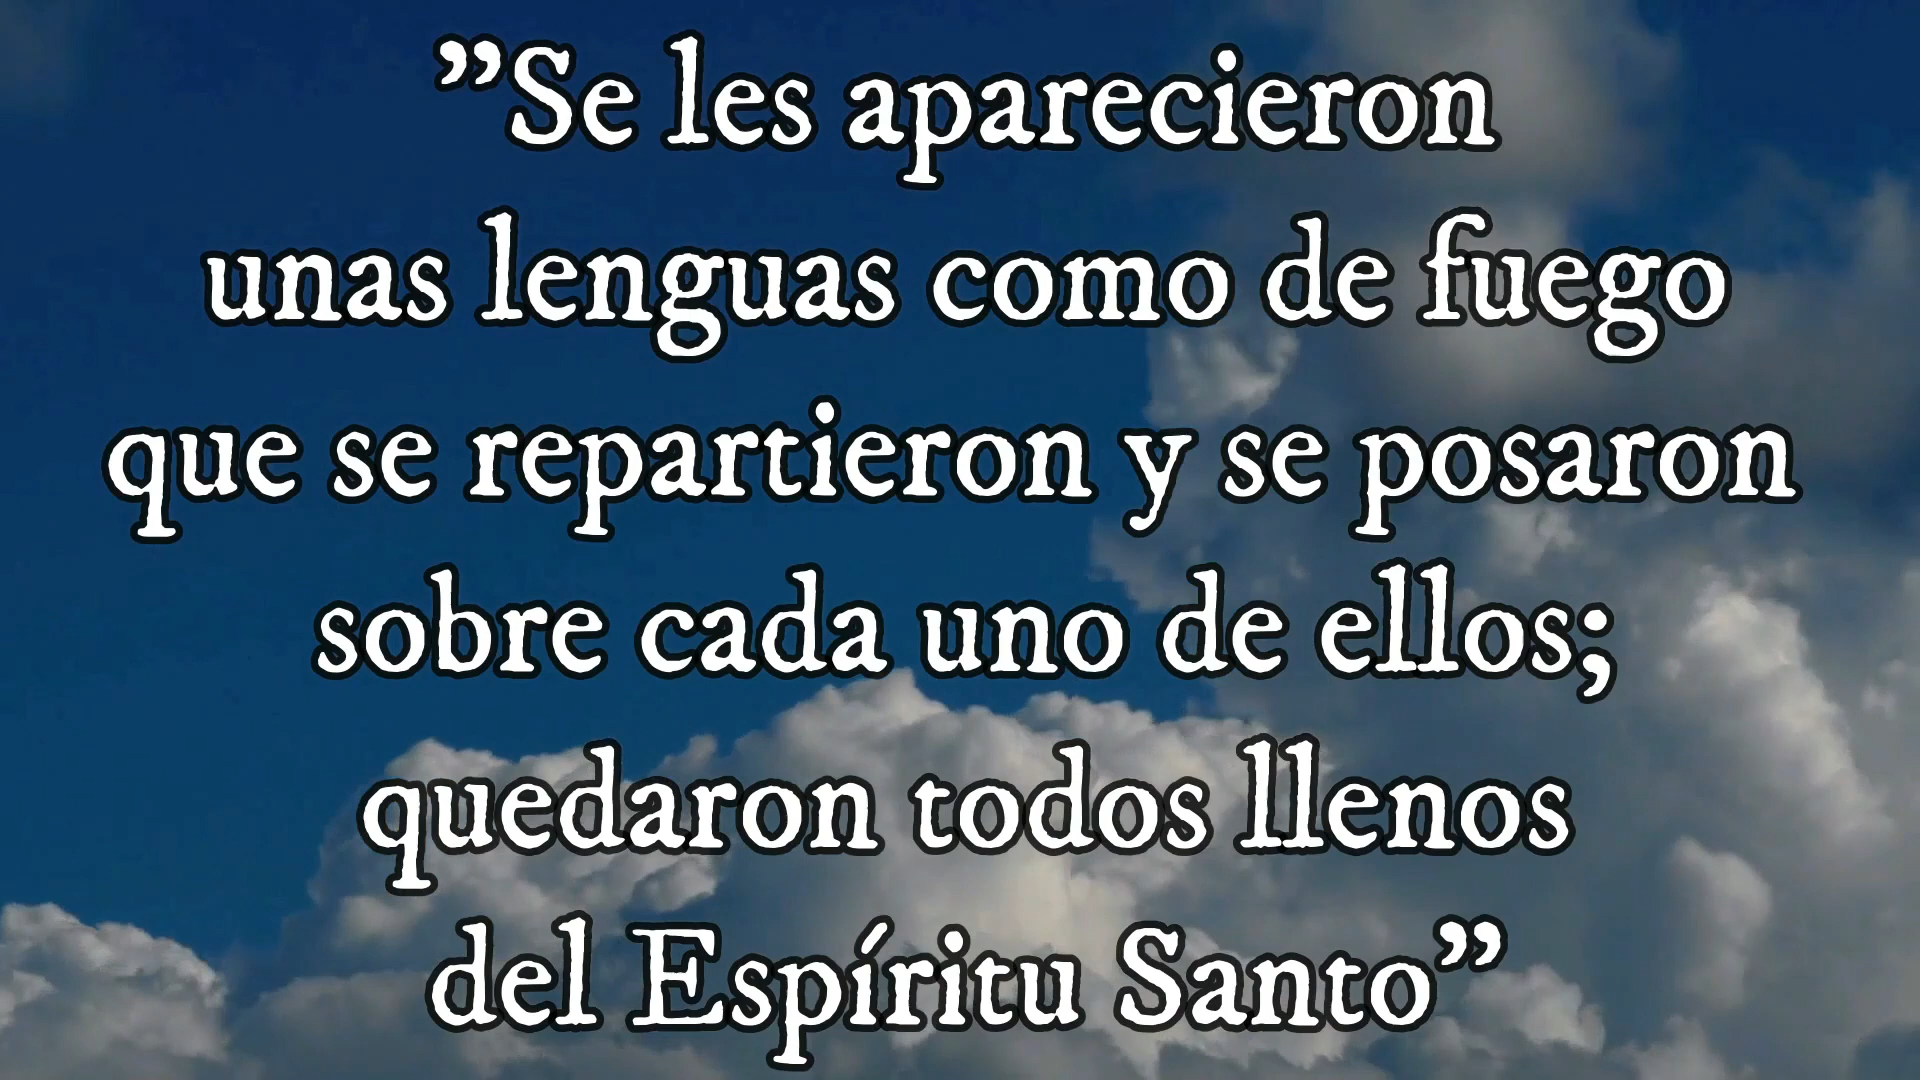 ”Se les aparecieron
unas lenguas como de fuego
que se repartieron y se posaron
sobre cada uno de ellos;
quedaron todos llenos
del Espíritu Santo”